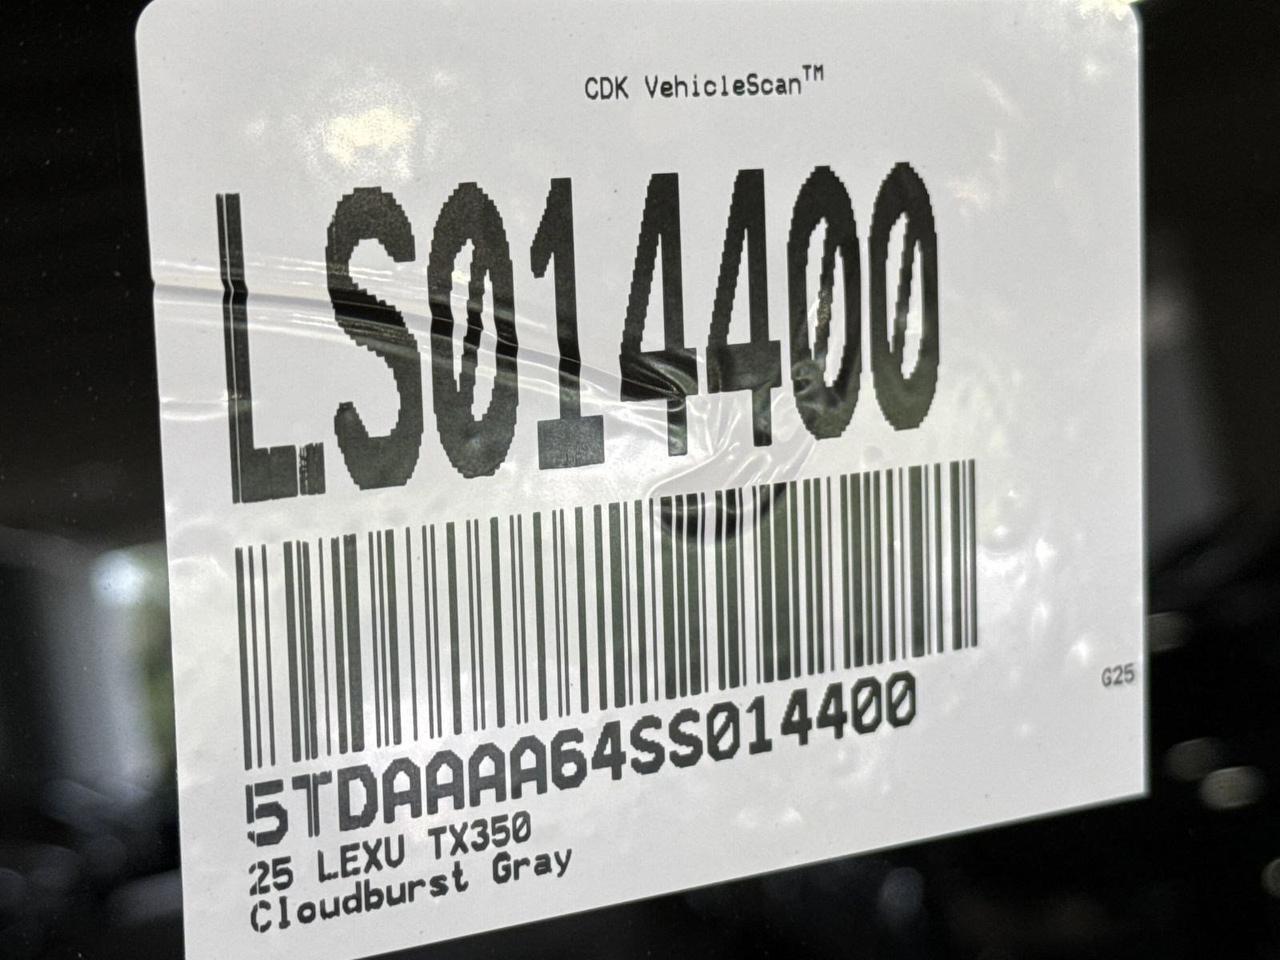 CDK VehicleScan™
LS014400
5TDAAAA64SS014400
25 LEXU TX350
Cloudburst Gray
G25